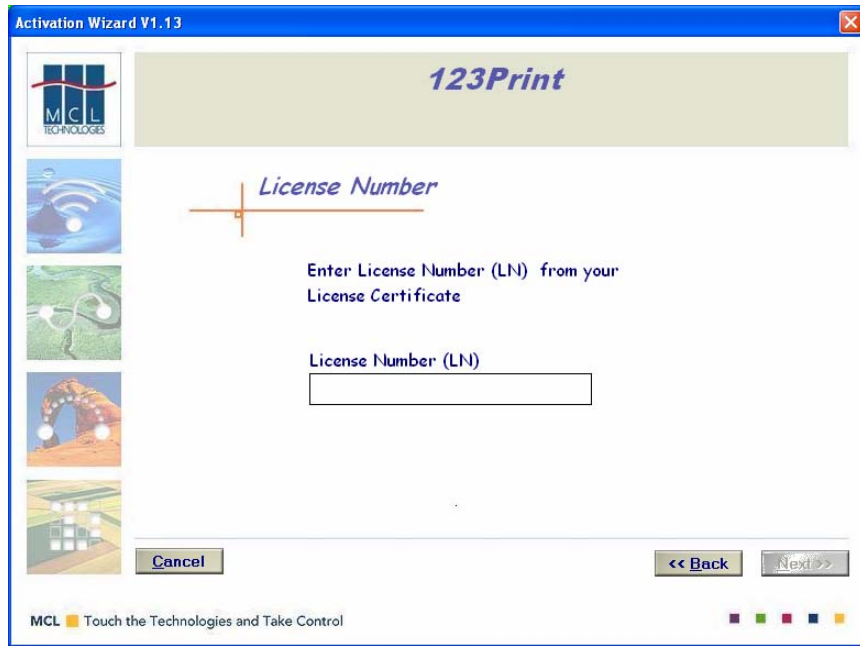 Activation Wizard V1.13
MCL
TECHNOLOGIES
123Print
License Number
Enter License Number (LN) from your
License Certificate
License Number (LN)
Cancel
<< Back
Next >>
MCL Touch the Technologies and Take Control